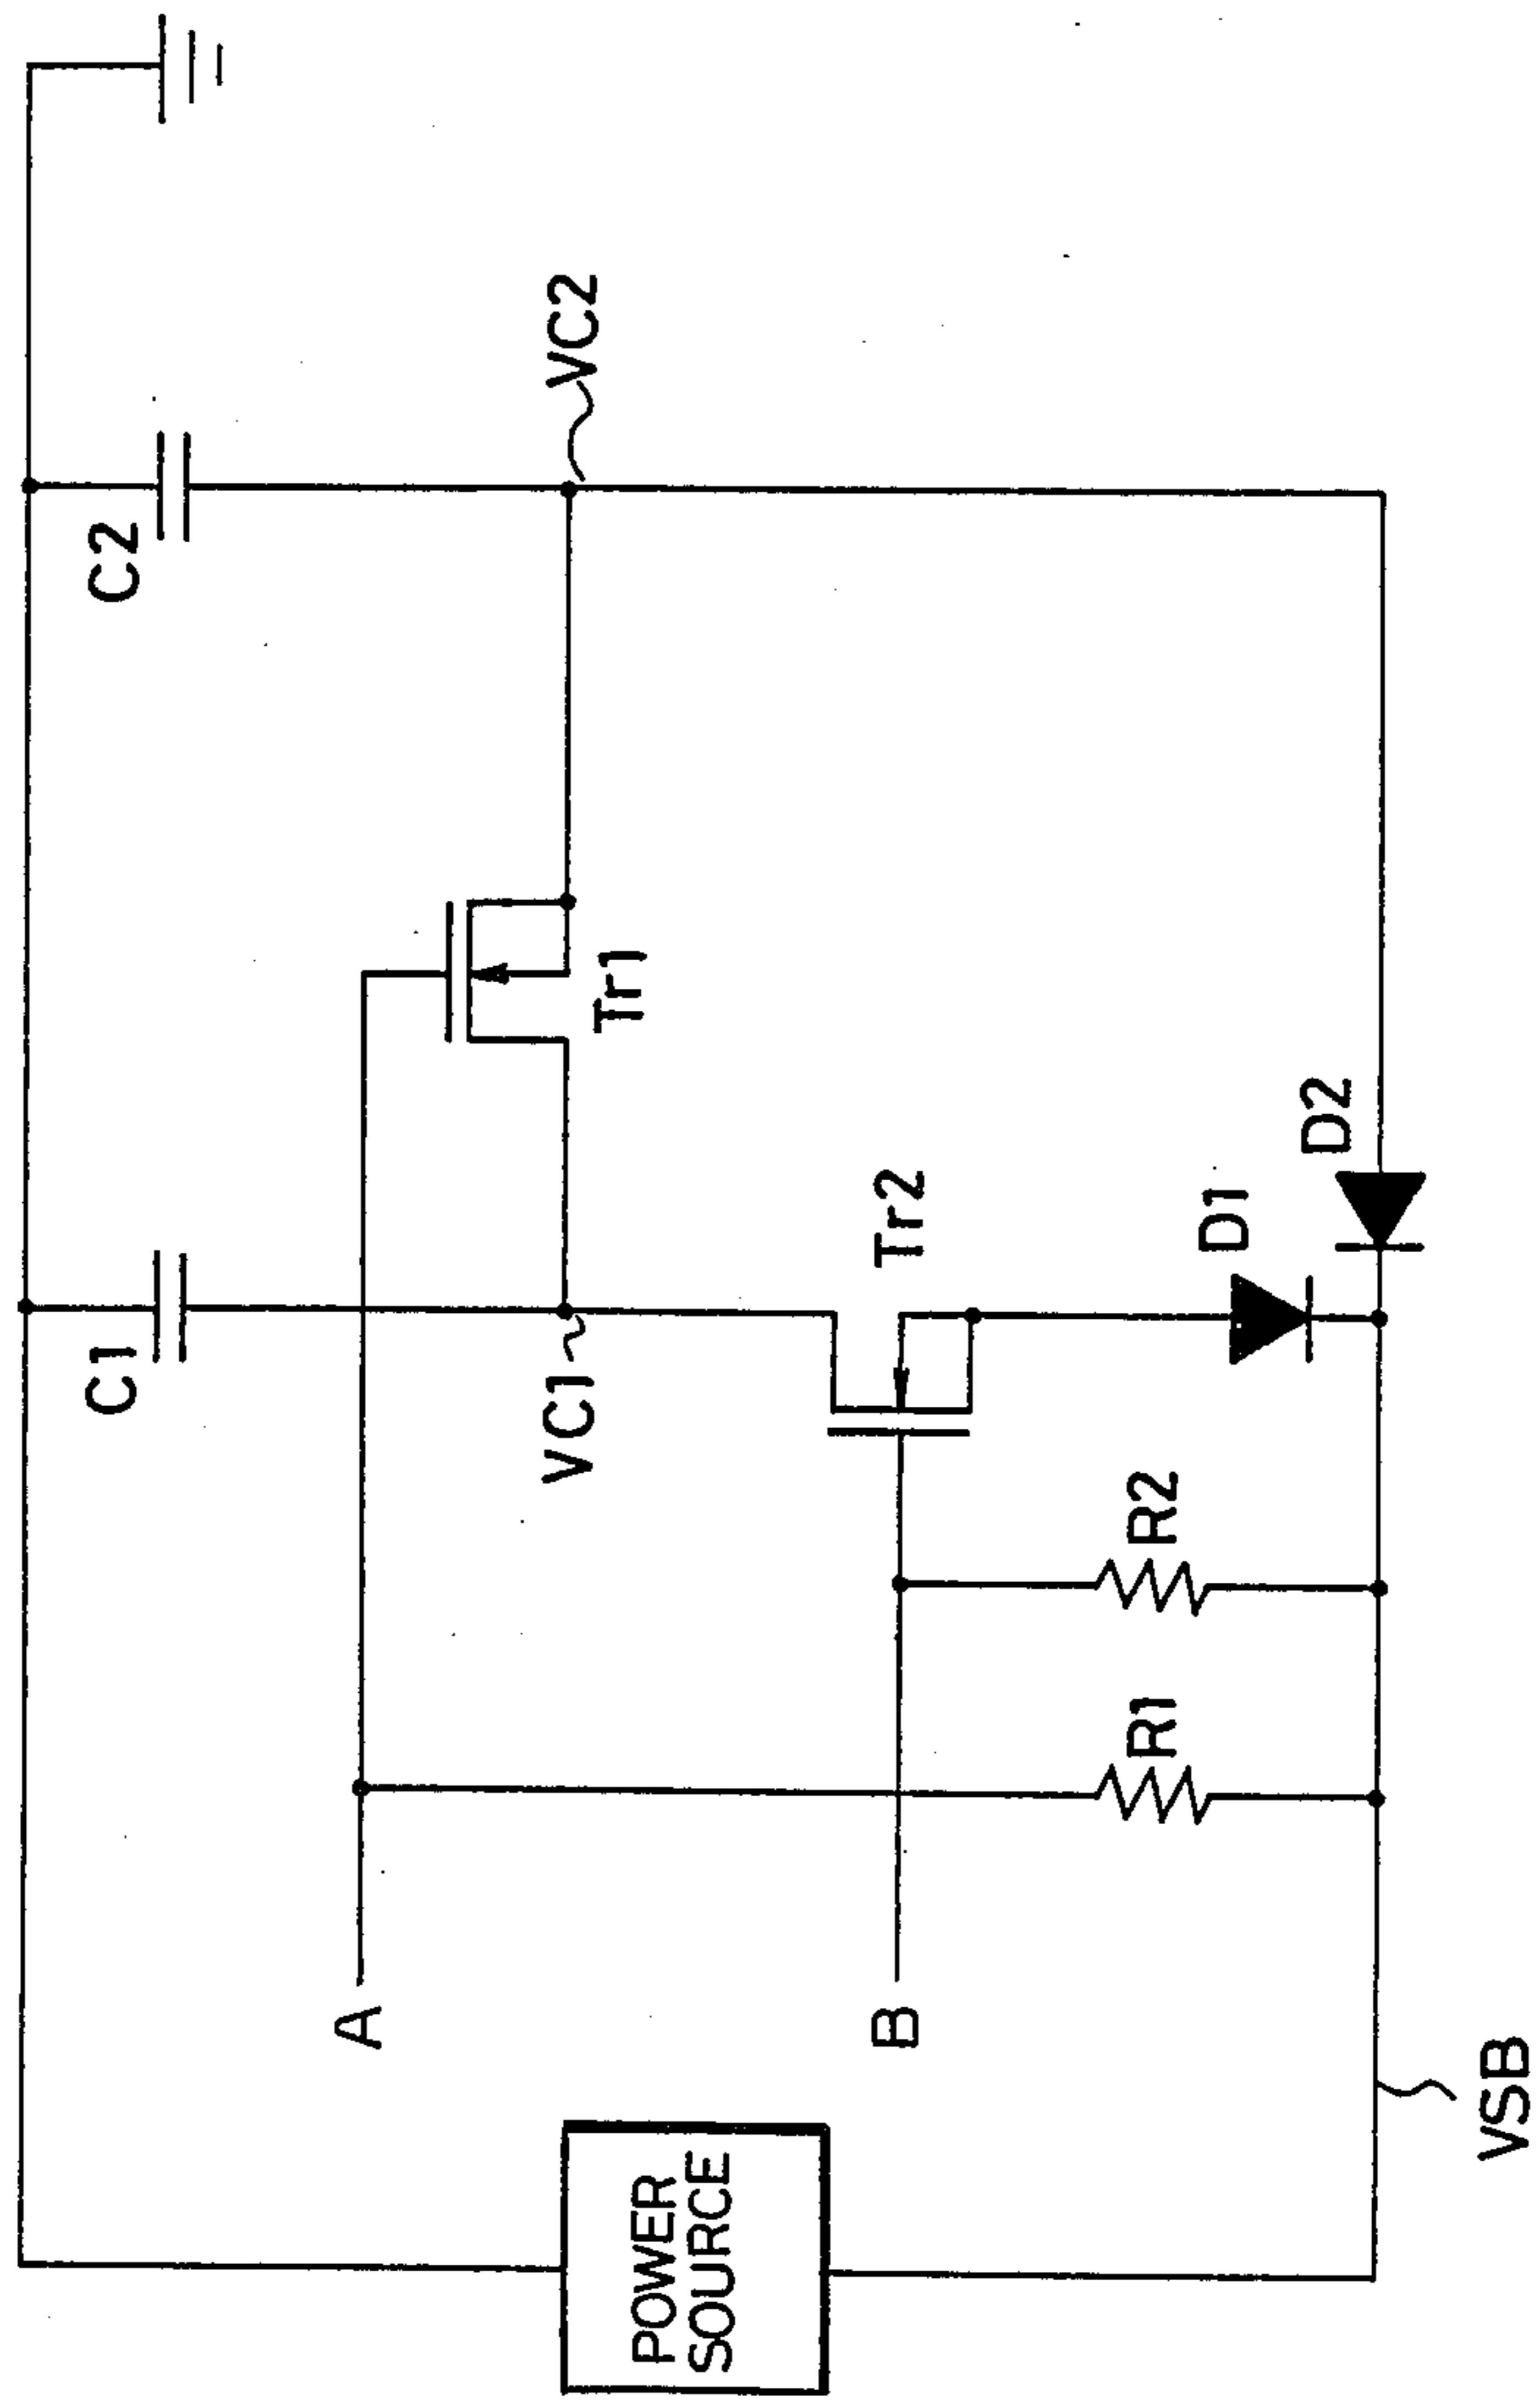 C1
C2
A
VC1
VC2
Tr1
POWER
SOURCE
B
Tr2
R1
R2
D1
D2
VSB